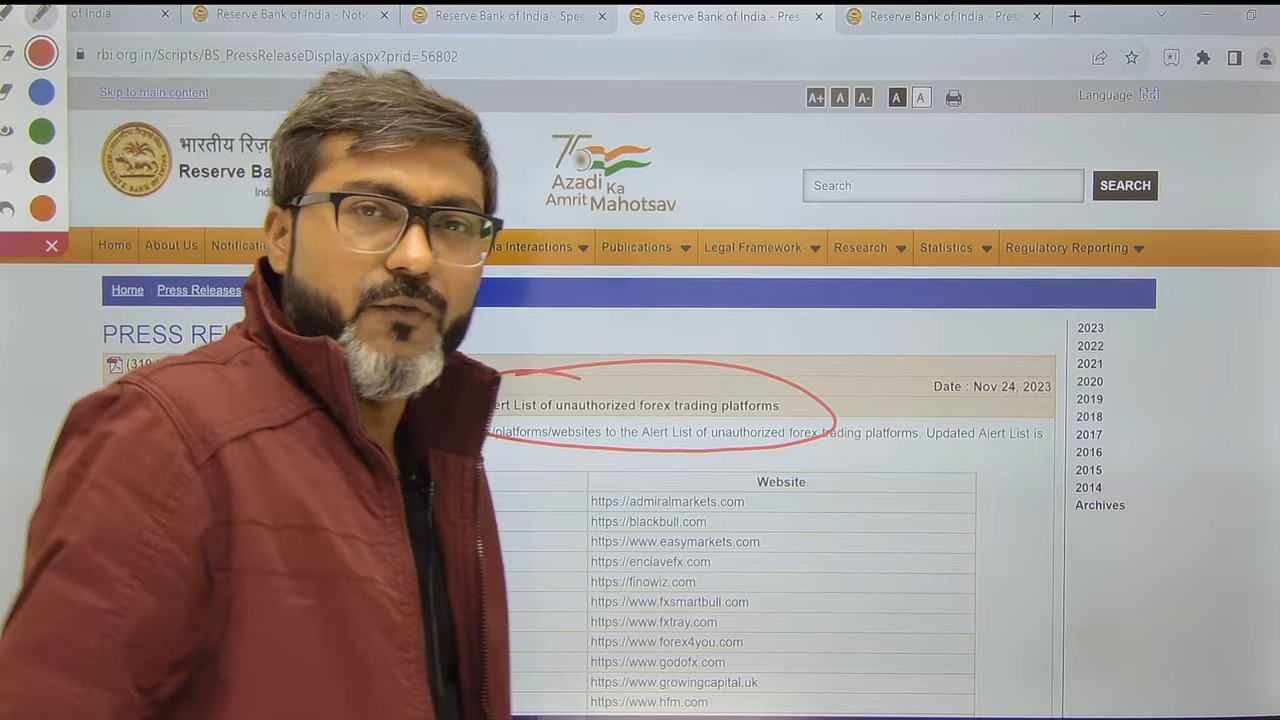 of India
Reserve Bank of India - Noti
Reserve Bank of India - Spee
Reserve Bank of India - Pres
Reserve Bank of India - Pres
rbi.org.in/Scripts/BS_PressReleaseDisplay.aspx?prid=56802
Skip to main content
A+ A A- A A
Language हिंदी
भारतीय रिज़
Reserve Ba
Indi
75
Azadi Ka
Amrit Mahotsav
Search
SEARCH
Home About Us Notificatio a Interactions Publications Legal Framework Research Statistics Regulatory Reporting
Home Press Releases
PRESS RE
(319
Date : Nov 24, 2023
ert List of unauthorized forex trading platforms
s/platforms/websites to the Alert List of unauthorized forex trading platforms. Updated Alert List is
Website
https://admiralmarkets.com
https://blackbull.com
https://www.easymarkets.com
https://enclavefx.com
https://finowiz.com
https://www.fxsmartbull.com
https://www.fxtray.com
https://www.forex4you.com
https://www.godofx.com
https://www.growingcapital.uk
https://www.hfm.com
2023
2022
2021
2020
2019
2018
2017
2016
2015
2014
Archives